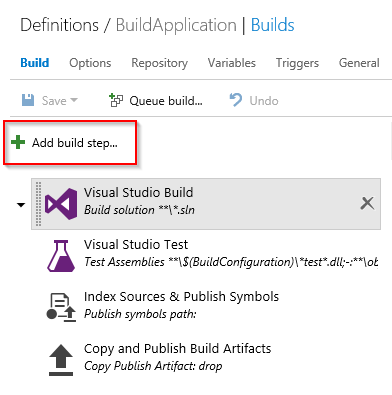 Definitions / BuildApplication | Builds
Build Options Repository Variables Triggers General
Save Queue build... Undo
Add build step...
Visual Studio Build
Build solution **\*.sln
Visual Studio Test
Test Assemblies **\$(BuildConfiguration)\*test*.dll;-:**\ob
Index Sources & Publish Symbols
Publish symbols path:
Copy and Publish Build Artifacts
Copy Publish Artifact: drop